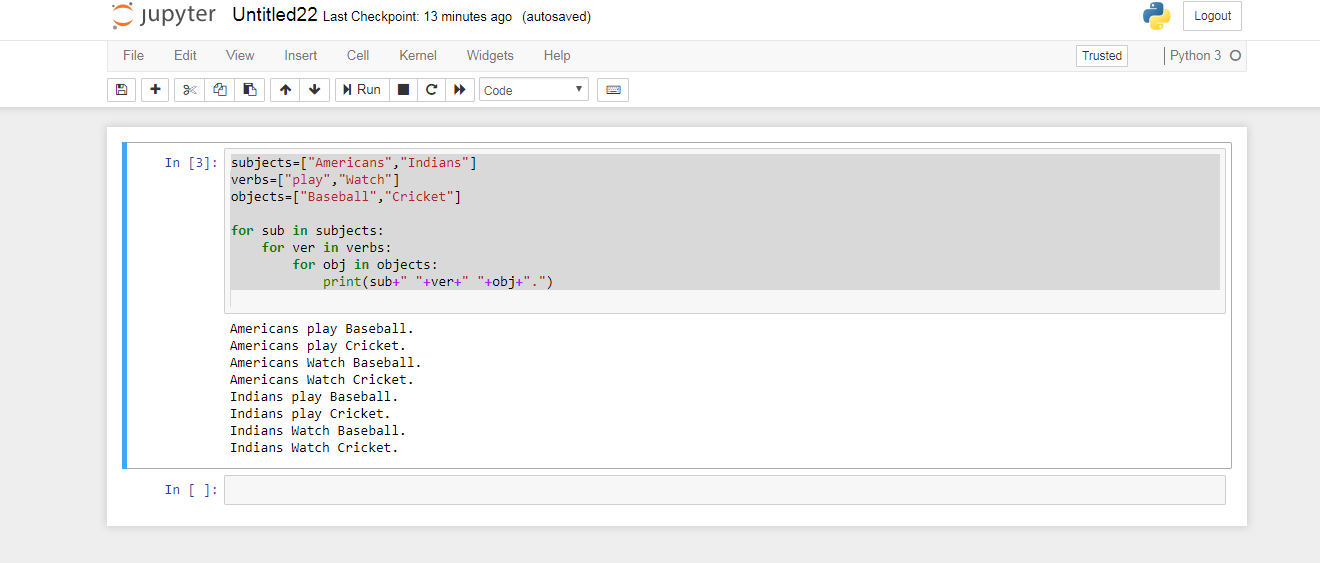 jupyter Untitled22 Last Checkpoint: 13 minutes ago (autosaved) Logout
File Edit View Insert Cell Kernel Widgets Help Trusted Python 3
Run Code
In [3]: subjects=["Americans","Indians"]
verbs=["play","Watch"]
objects=["Baseball","Cricket"]
for sub in subjects:
    for ver in verbs:
        for obj in objects:
            print(sub+" "+ver+" "+obj+".")
Americans play Baseball.
Americans play Cricket.
Americans Watch Baseball.
Americans Watch Cricket.
Indians play Baseball.
Indians play Cricket.
Indians Watch Baseball.
Indians Watch Cricket.
In [ ]: